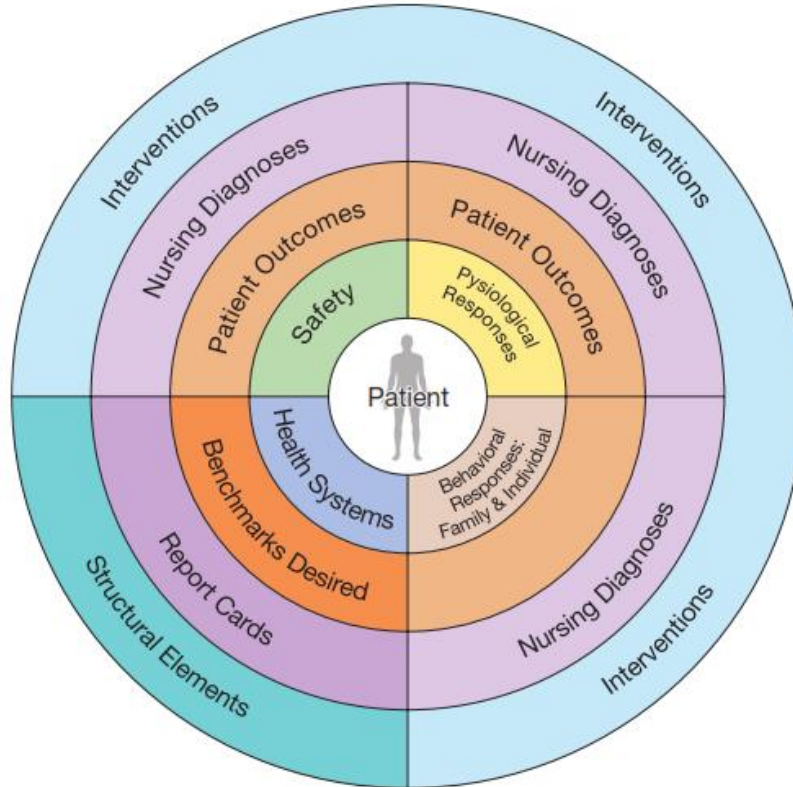 Interventions
Interventions
Nursing Diagnoses
Nursing Diagnoses
Patient Outcomes
Patient Outcomes
Safety
Pysiological
Responses
Patient
Health Systems
Behavioral
Responses:
Family & Individual
Benchmarks Desired
Report Cards
Nursing Diagnoses
Structural Elements
Interventions